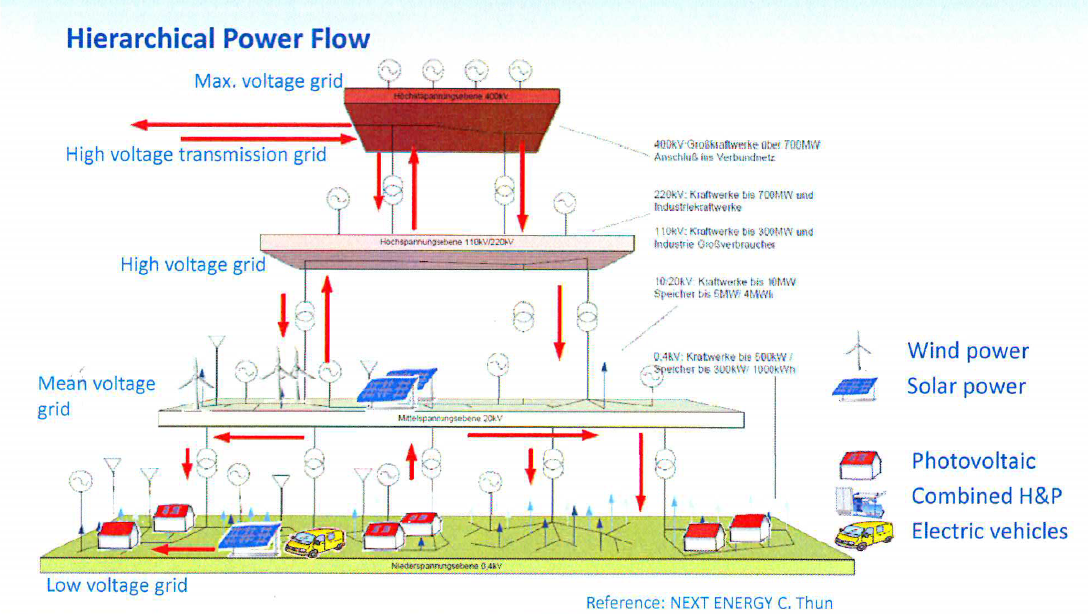 Hierarchical Power Flow
Max. voltage grid
Höchstspannungsebene 400kV
High voltage transmission grid
400kV-Großkraftwerke über 700MW
Anschluß ins Verbundnetz
220kV: Kraftwerke bis 700MW und
Industriekraftwerke
Hochspannungsebene 110kV/220kV
110kV: Kraftwerke bis 300MW und
Industrie Großverbraucher
High voltage grid
10:20kV: Kraftwerke bis 10MW
Speicher bis 5MW/ 4MWh
0,4kV: Kraftwerke bis 500kW /
Speicher bis 300kW/ 1000kWh
Wind power
Solar power
Mean voltage
grid
Mittelspannungsebene 20kV
Photovoltaic
Combined H&P
Electric vehicles
Niederspannungsebene 0,4kV
Low voltage grid
Reference: NEXT ENERGY C. Thun